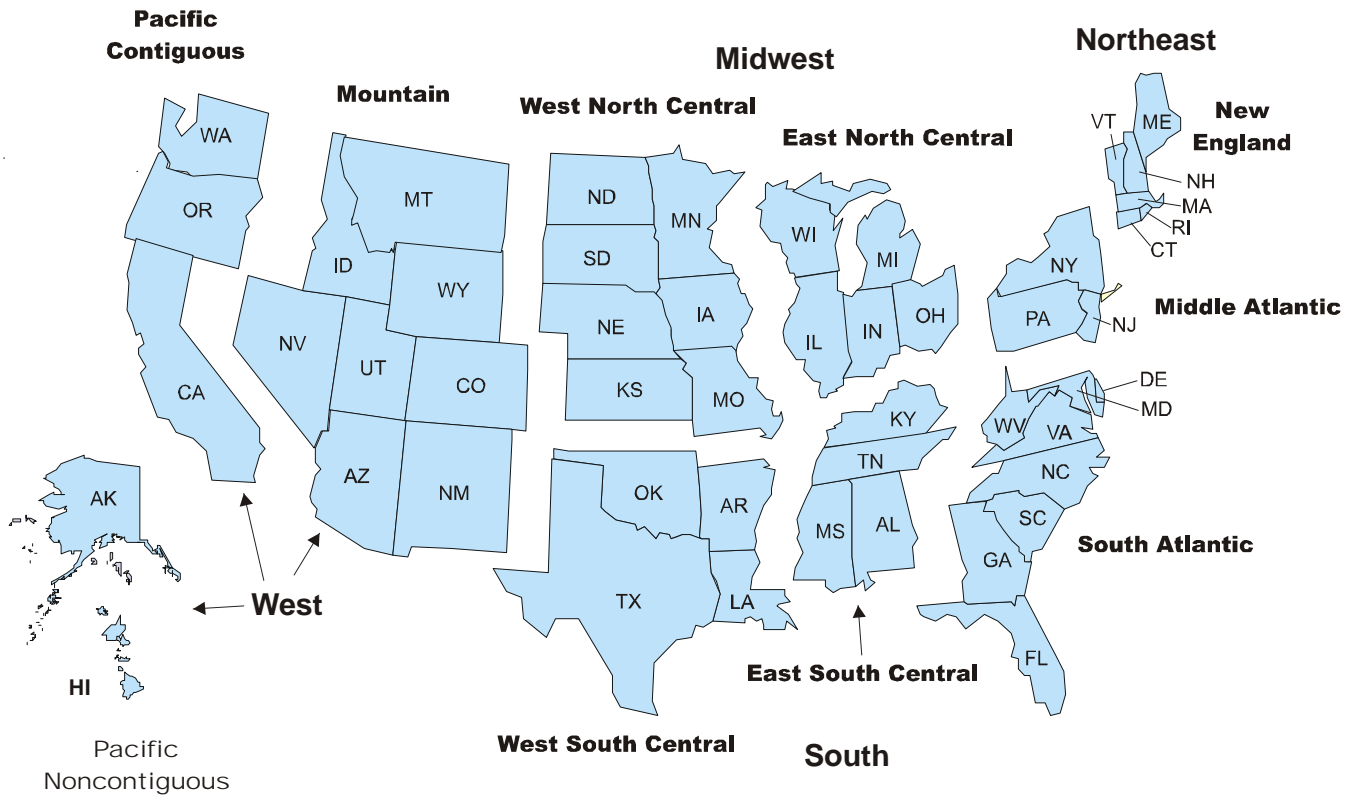 Pacific
Contiguous
Northeast
Midwest
Mountain
West North Central
East North Central
New
England
WA
OR
CA
MT
ID
WY
NV
UT
CO
AZ
NM
ND
SD
NE
KS
MN
IA
MO
WI
MI
IL
IN
OH
VT
ME
NH
MA
RI
CT
NY
PA
NJ
Middle Atlantic
DE
MD
WV
VA
NC
SC
GA
FL
South Atlantic
KY
TN
MS
AL
East South Central
OK
AR
TX
LA
West South Central
South
AK
West
HI
Pacific
Noncontiguous